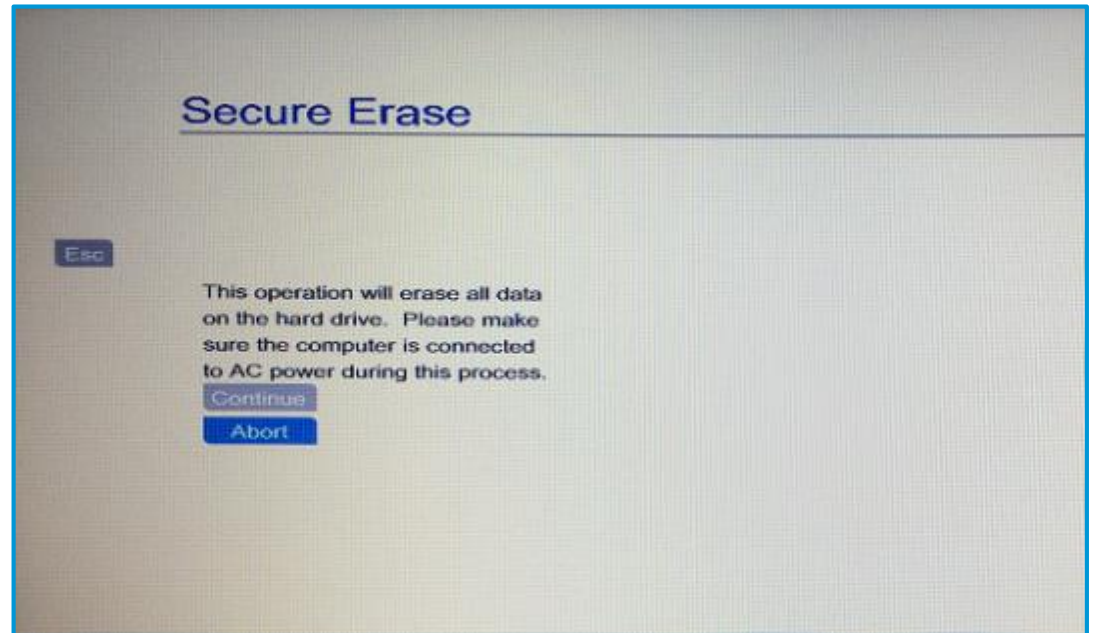 Secure Erase
Esc
This operation will erase all data
on the hard drive. Please make
sure the computer is connected
to AC power during this process.
Continue
Abort